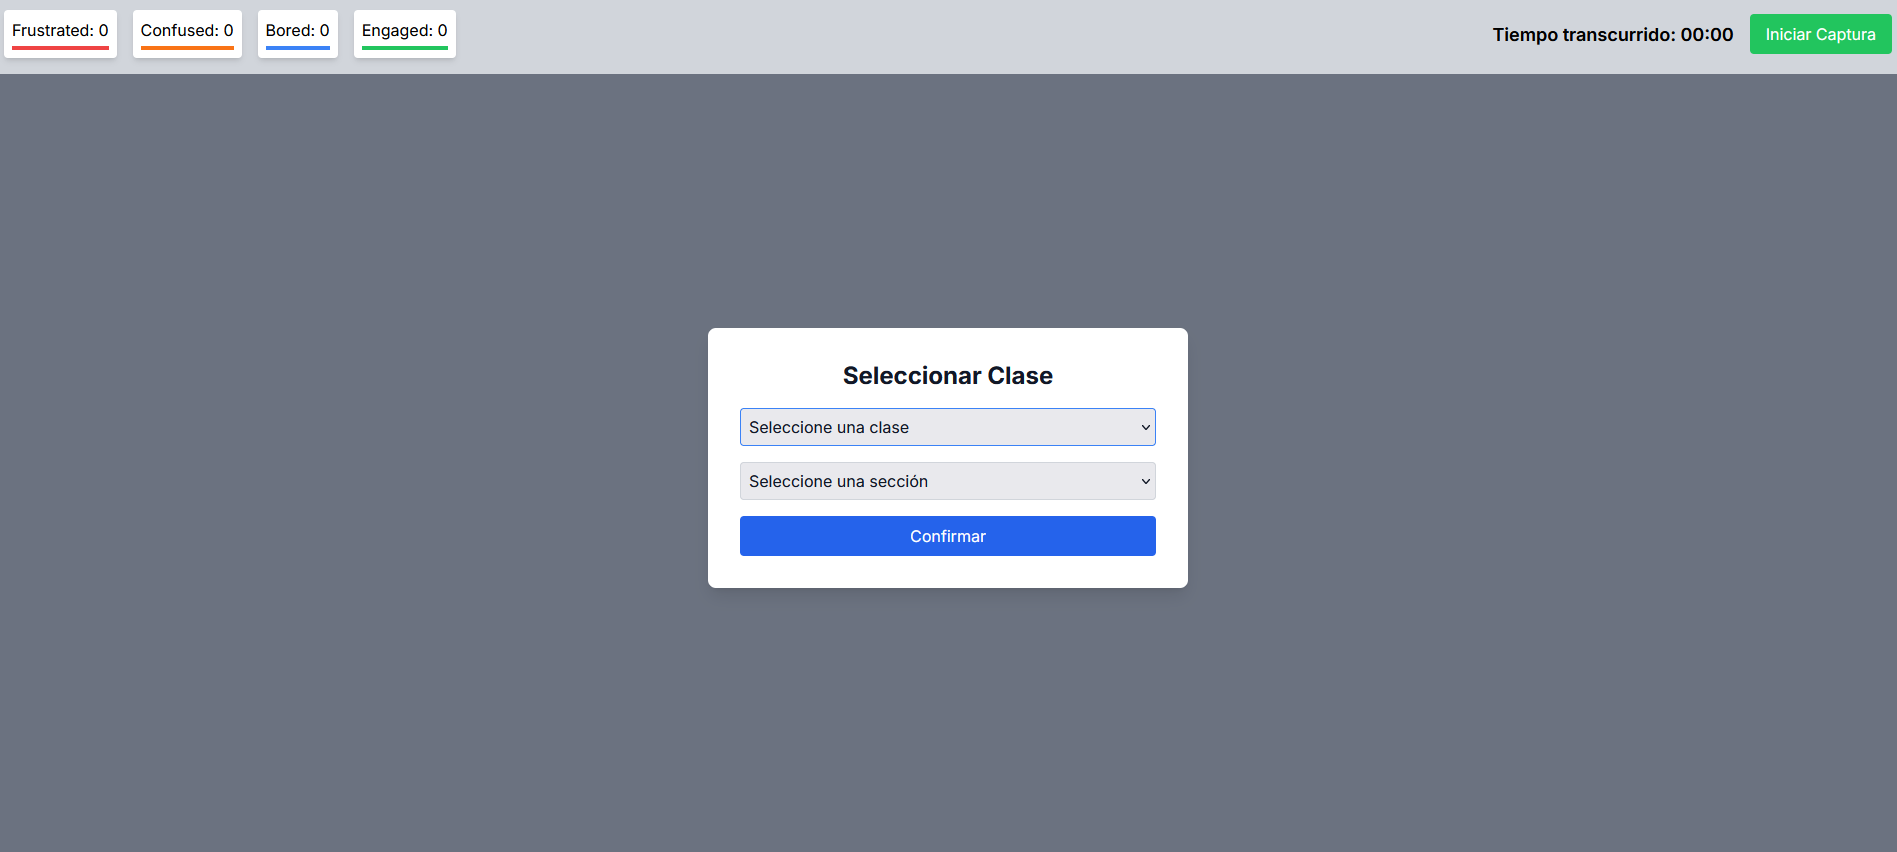 Frustrated: 0
Confused: 0
Bored: 0
Engaged: 0
Tiempo transcurrido: 00:00
Iniciar Captura
Seleccionar Clase
Seleccione una clase
Seleccione una sección
Confirmar